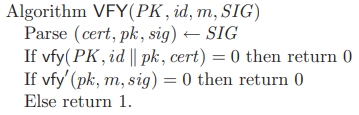 Algorithm VFY(PK, id, m, SIG)
Parse (cert, pk, sig) ← SIG
If vfy(PK, id ∥ pk, cert) = 0 then return 0
If vfy′(pk, m, sig) = 0 then return 0
Else return 1.